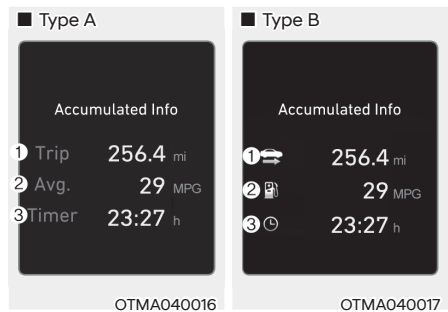 ■ Type A
Accumulated Info
① Trip 256.4 mi
② Avg. 29 MPG
③ Timer 23:27 h
OTMA040016
■ Type B
Accumulated Info
① 256.4 mi
② 29 MPG
③ 23:27 h
OTMA040017